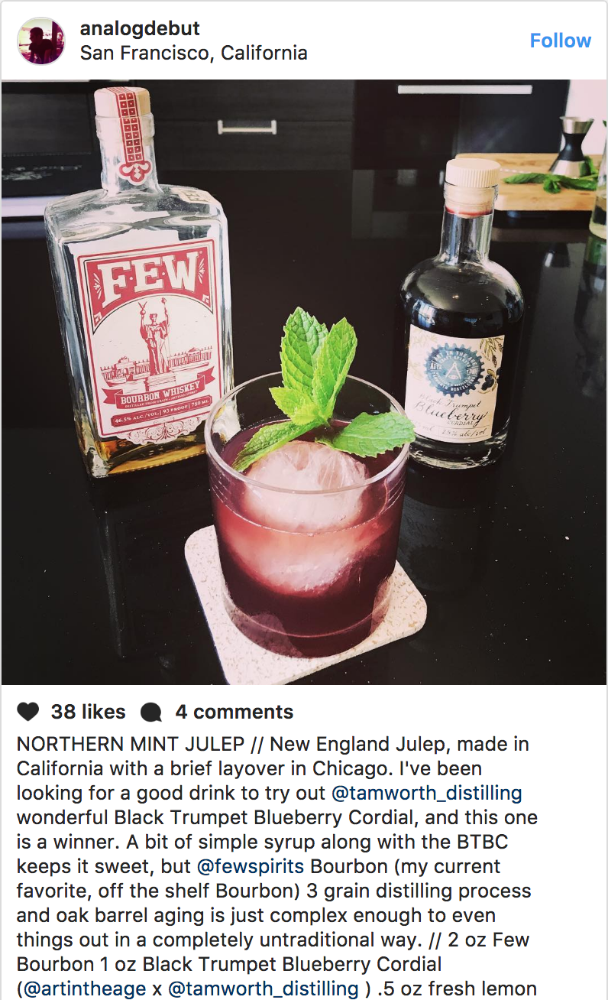 analogdebut
San Francisco, California
Follow
F.E.W
BOURBON WHISKEY
DISTILLED FROM GRAIN • ARTISAN SPIRIT
46.5% ALC./VOL. | 93 PROOF | 750 ML
Black Trumpet
Blueberry
CORDIAL
25% alc/vol
38 likes
4 comments
NORTHERN MINT JULEP // New England Julep, made in
California with a brief layover in Chicago. I've been
looking for a good drink to try out @tamworth_distilling
wonderful Black Trumpet Blueberry Cordial, and this one
is a winner. A bit of simple syrup along with the BTBC
keeps it sweet, but @fewspirits Bourbon (my current
favorite, off the shelf Bourbon) 3 grain distilling process
and oak barrel aging is just complex enough to even
things out in a completely untraditional way. // 2 oz Few
Bourbon 1 oz Black Trumpet Blueberry Cordial
(@artintheage x @tamworth_distilling ) .5 oz fresh lemon